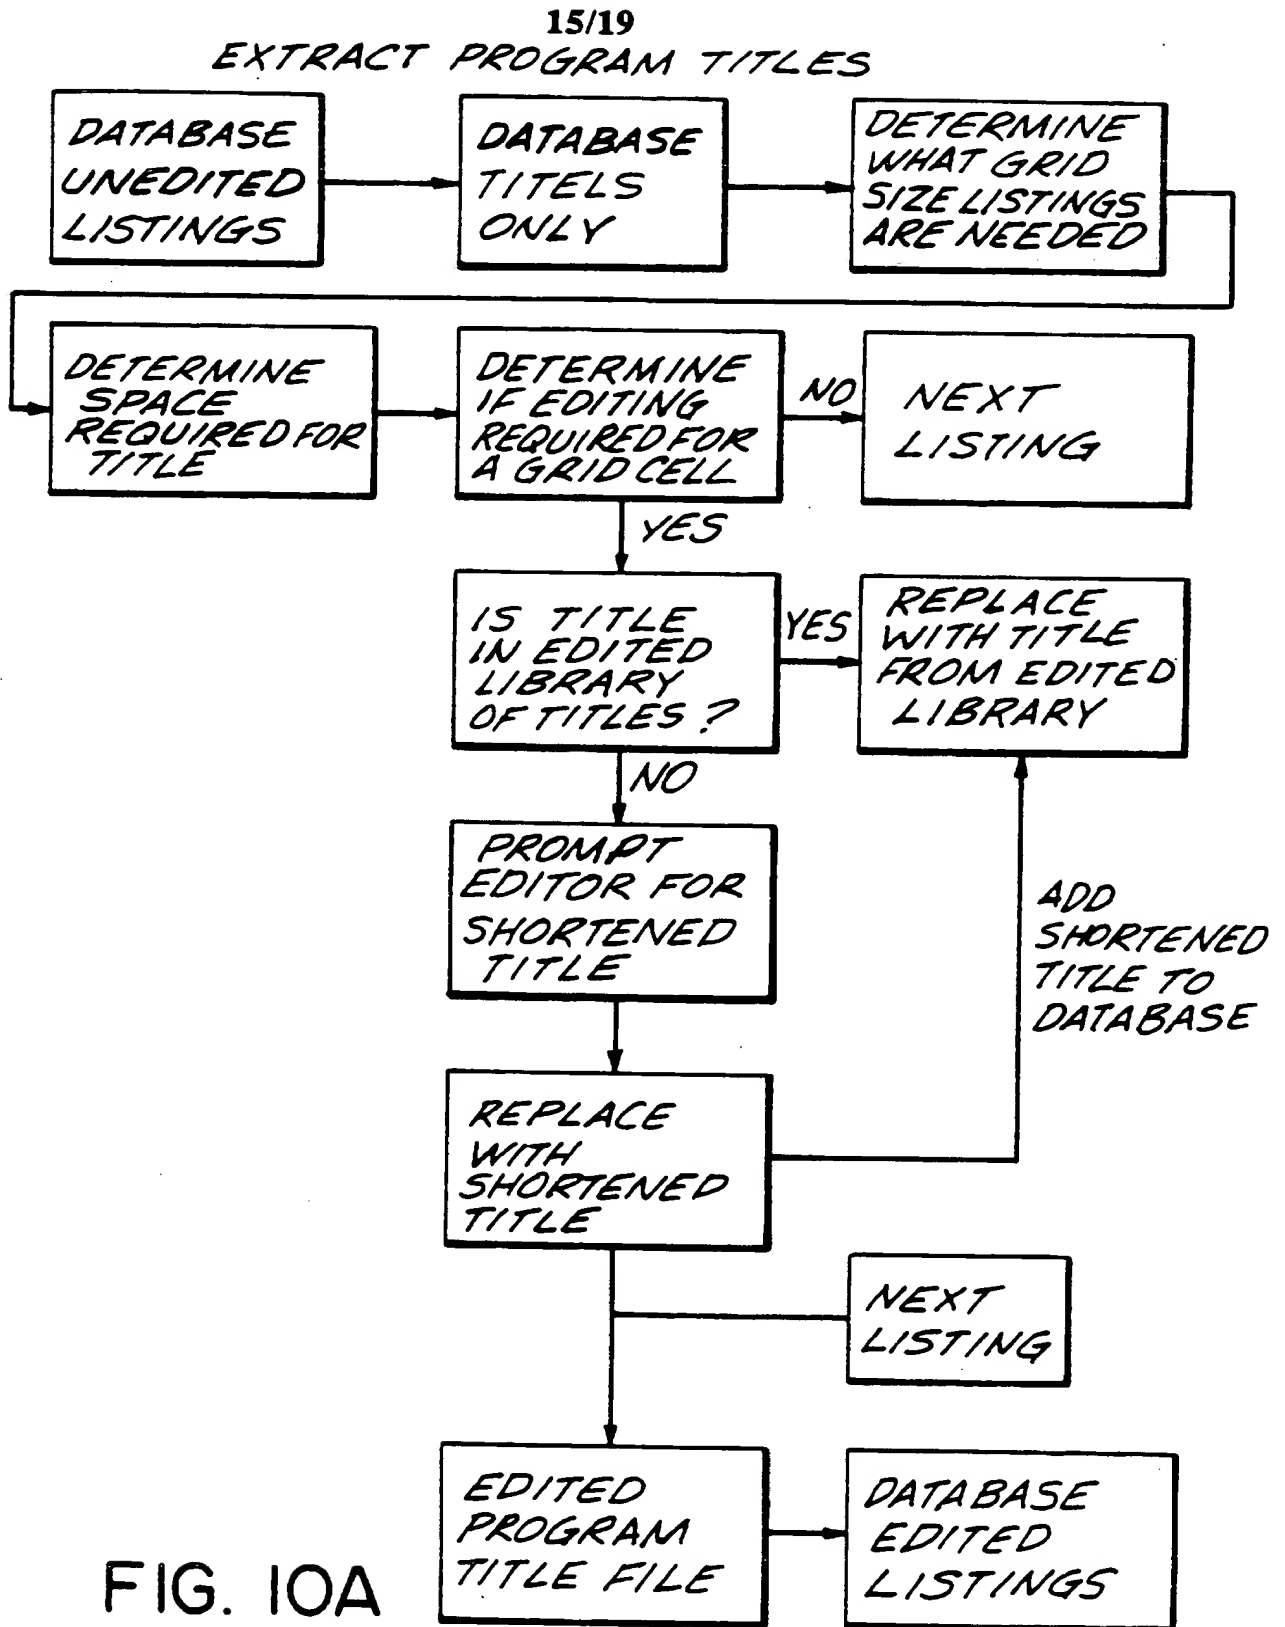 15/19
EXTRACT PROGRAM TITLES
DATABASE
UNEDITED
LISTINGS
DATABASE
TITELS
ONLY
DETERMINE
WHAT GRID
SIZE LISTINGS
ARE NEEDED
DETERMINE
SPACE
REQUIRED FOR
TITLE
DETERMINE
IF EDITING
REQUIRED FOR
A GRID CELL
NO
NEXT
LISTING
YES
IS TITLE
IN EDITED
LIBRARY
OF TITLES?
YES
REPLACE
WITH TITLE
FROM EDITED
LIBRARY
NO
PROMPT
EDITOR FOR
SHORTENED
TITLE
ADD
SHORTENED
TITLE TO
DATABASE
REPLACE
WITH
SHORTENED
TITLE
NEXT
LISTING
EDITED
PROGRAM
TITLE FILE
DATABASE
EDITED
LISTINGS
FIG. 10A